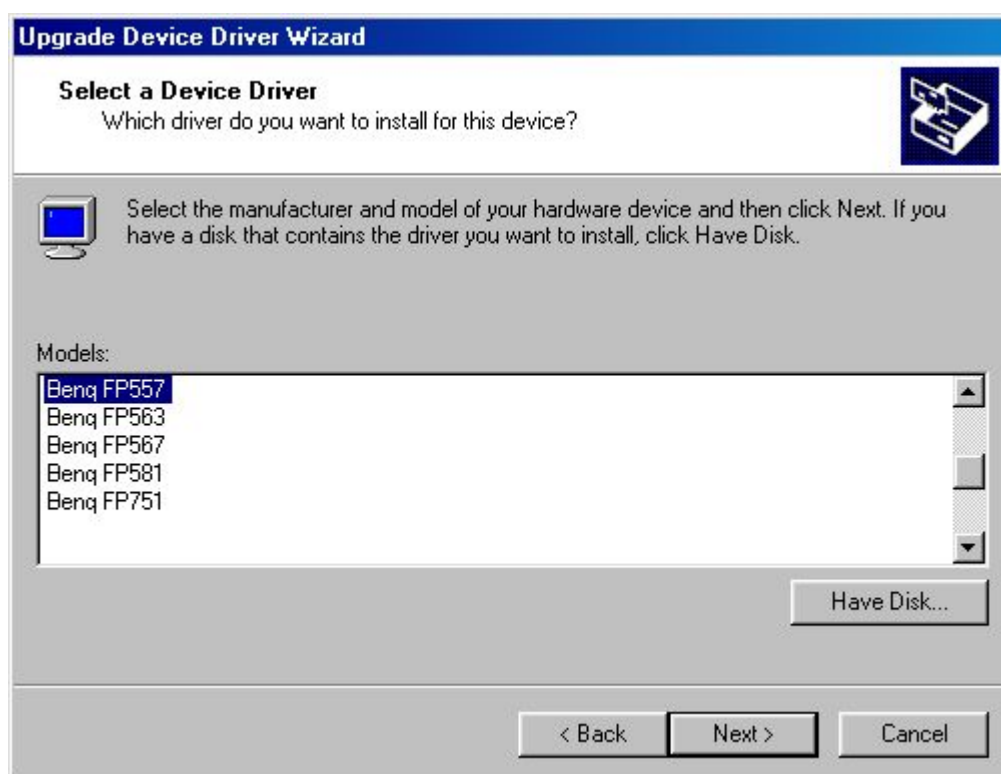 Upgrade Device Driver Wizard
Select a Device Driver
Which driver do you want to install for this device?
Select the manufacturer and model of your hardware device and then click Next. If you
have a disk that contains the driver you want to install, click Have Disk.
Models:
Benq FP557
Benq FP563
Benq FP567
Benq FP581
Benq FP751
Have Disk...
< Back
Next >
Cancel